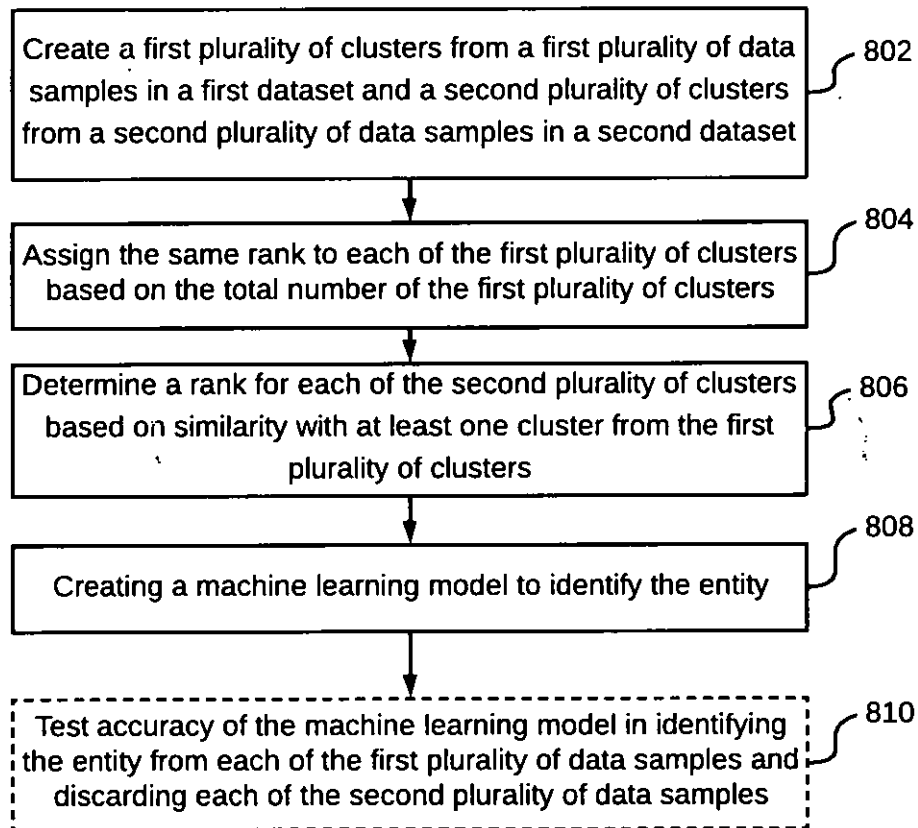 Create a first plurality of clusters from a first plurality of data
samples in a first dataset and a second plurality of clusters
from a second plurality of data samples in a second dataset
802
Assign the same rank to each of the first plurality of clusters
based on the total number of the first plurality of clusters
804
Determine a rank for each of the second plurality of clusters
based on similarity with at least one cluster from the first
plurality of clusters
806
Creating a machine learning model to identify the entity
808
Test accuracy of the machine learning model in identifying
the entity from each of the first plurality of data samples and
discarding each of the second plurality of data samples
810